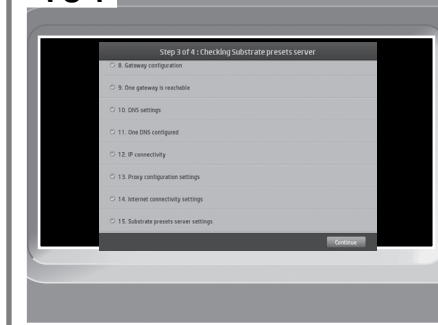 Step 3 of 4 : Checking Substrate presets server
8. Gateway configuration
9. One gateway is reachable
10. DNS settings
11. One DNS configured
12. IP connectivity
13. Proxy configuration settings
14. Internet connectivity settings
15. Substrate presets server settings
Continue